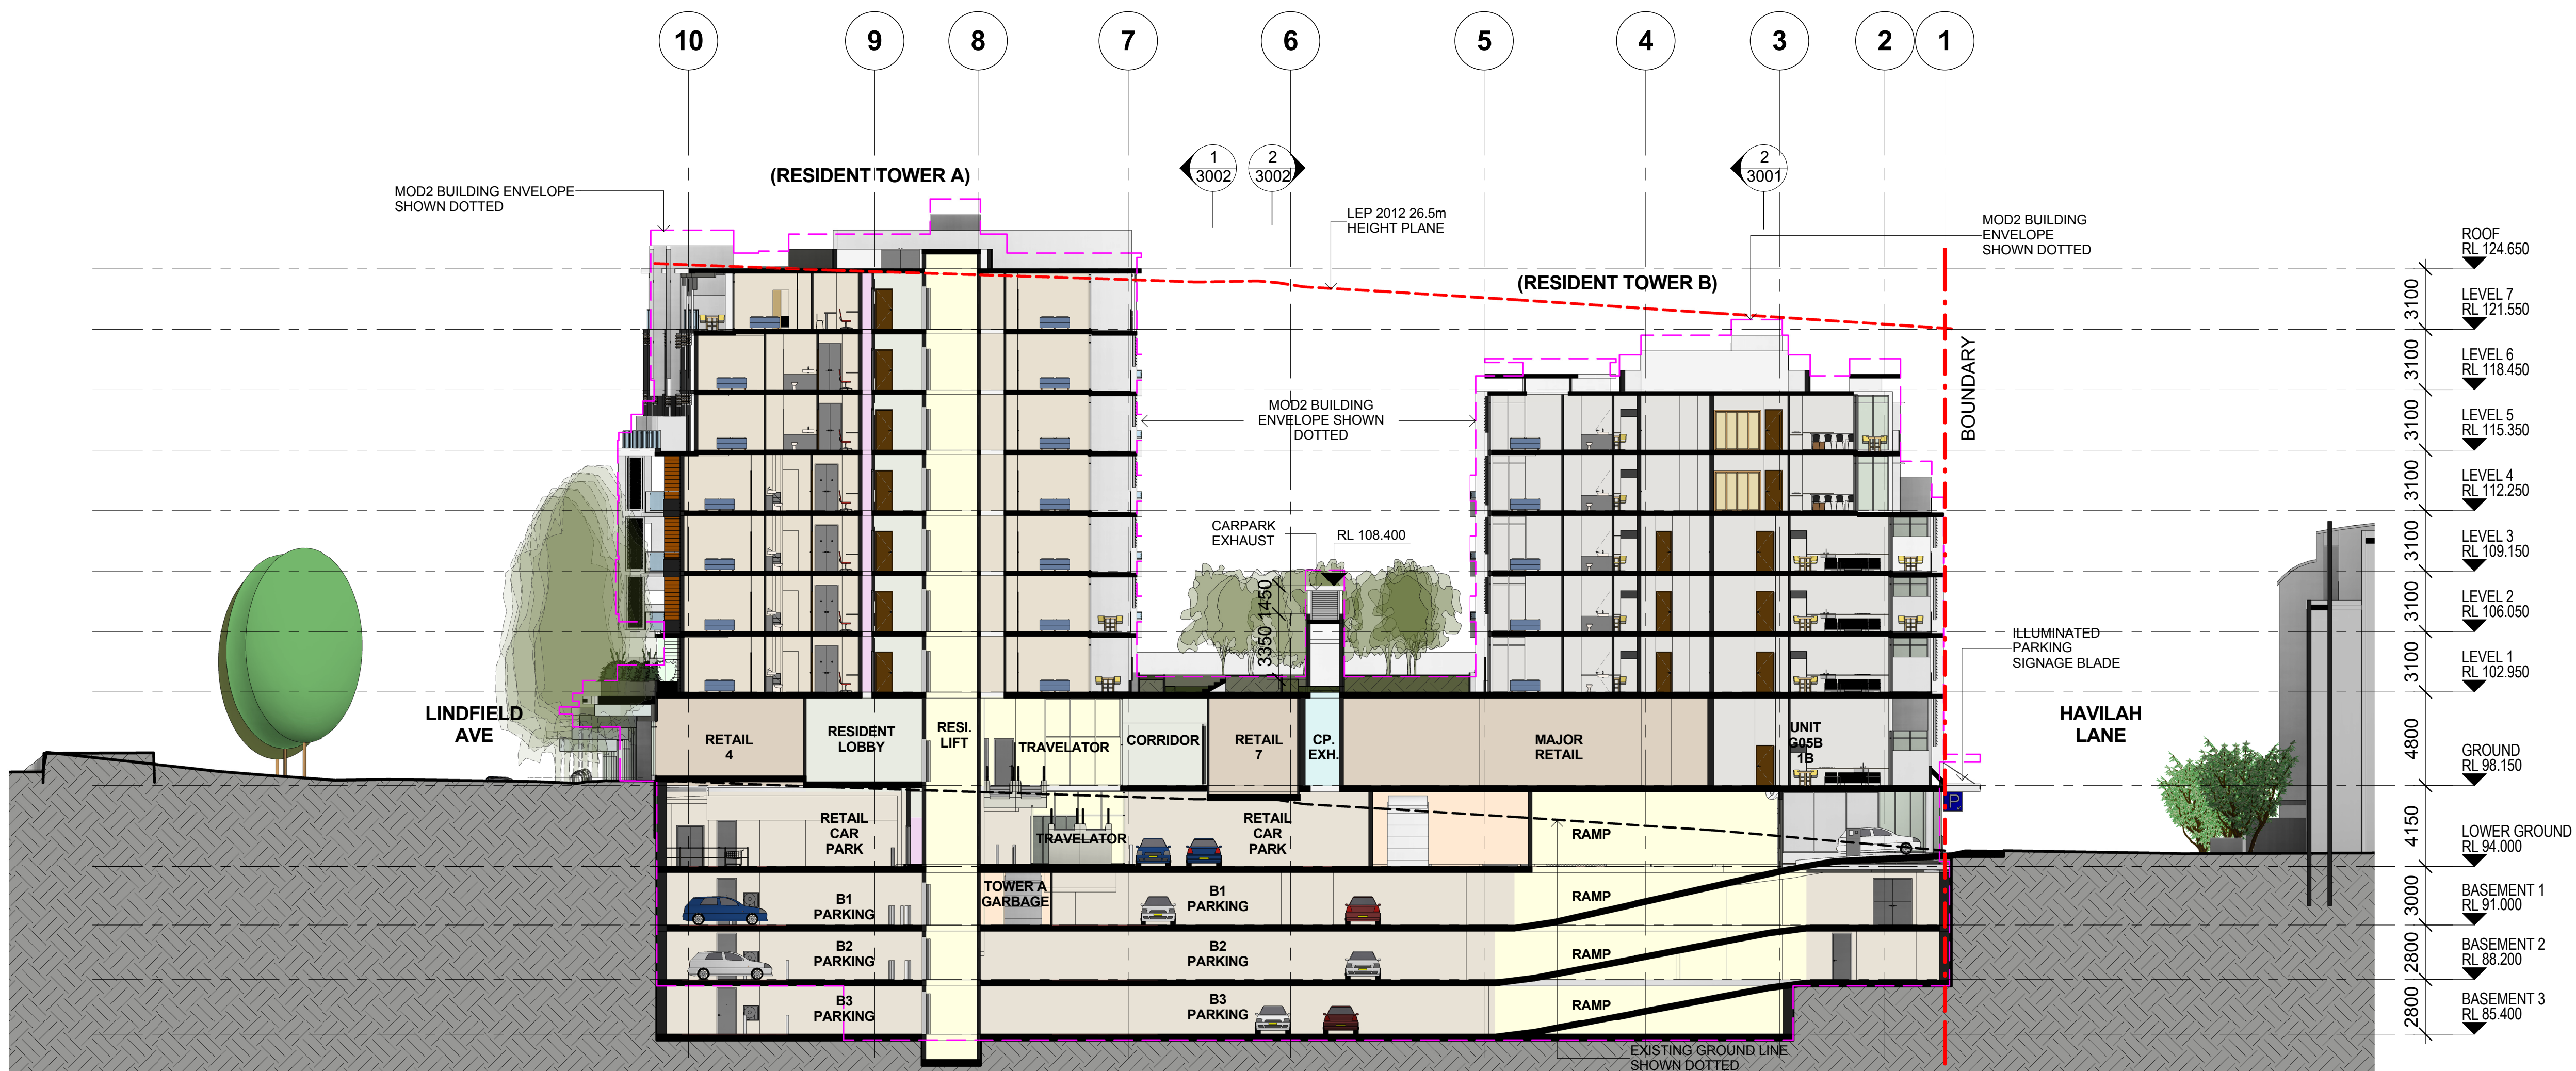 10
9
8
7
6
5
4
3
2
1
1
3002
2
3002
2
3001
(RESIDENT TOWER A)
MOD2 BUILDING ENVELOPE
SHOWN DOTTED
LEP 2012 26.5m
HEIGHT PLANE
MOD2 BUILDING
ENVELOPE
SHOWN DOTTED
(RESIDENT TOWER B)
BOUNDARY
MOD2 BUILDING
ENVELOPE SHOWN
DOTTED
CARPARK
EXHAUST
RL 108.400
1450
3350
ILLUMINATED
PARKING
SIGNAGE BLADE
LINDFIELD
AVE
HAVILAH
LANE
RETAIL
4
RESIDENT
LOBBY
RESI.
LIFT
TRAVELATOR
CORRIDOR
RETAIL
7
CP.
EXH.
MAJOR
RETAIL
UNIT
G05B
1B
P
RETAIL
CAR
PARK
TRAVELATOR
RETAIL
CAR
PARK
RAMP
B1
PARKING
TOWER A
GARBAGE
B1
PARKING
RAMP
B2
PARKING
B2
PARKING
RAMP
B3
PARKING
B3
PARKING
RAMP
EXISTING GROUND LINE
SHOWN DOTTED
ROOF
RL 124.650
3100
LEVEL 7
RL 121.550
3100
LEVEL 6
RL 118.450
3100
LEVEL 5
RL 115.350
3100
LEVEL 4
RL 112.250
3100
LEVEL 3
RL 109.150
3100
LEVEL 2
RL 106.050
3100
LEVEL 1
RL 102.950
4800
GROUND
RL 98.150
4150
LOWER GROUND
RL 94.000
3000
BASEMENT 1
RL 91.000
2800
BASEMENT 2
RL 88.200
2800
BASEMENT 3
RL 85.400